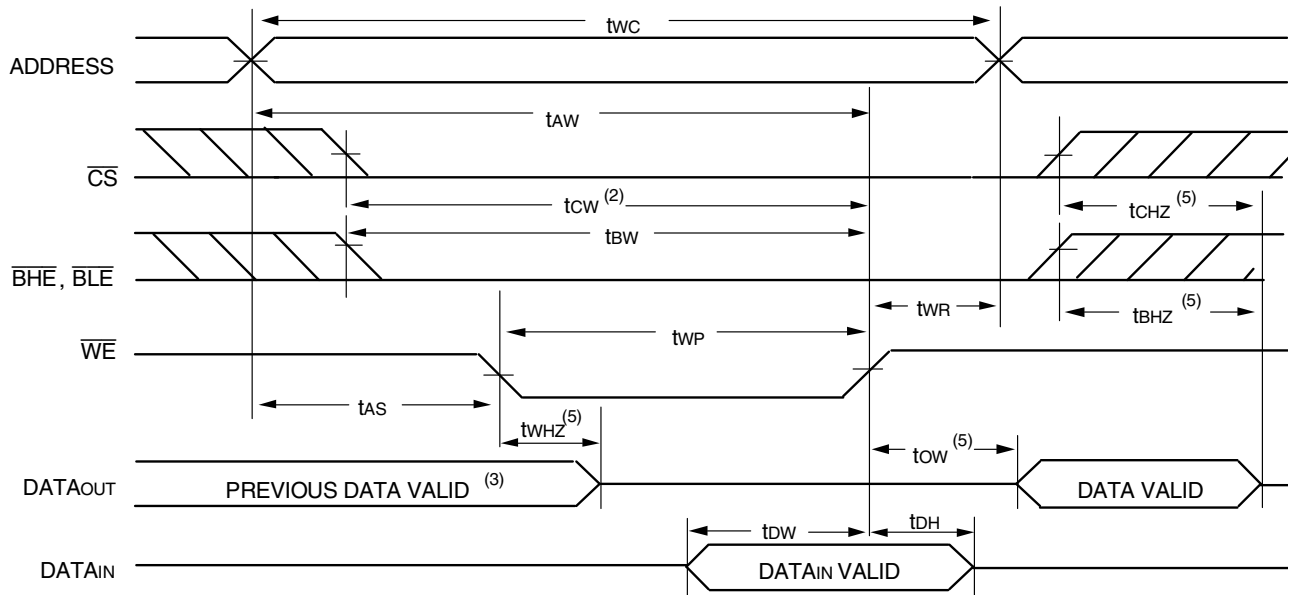 tWC
ADDRESS
tAW
CS
tCW (2)
tCHZ (5)
tBW
BHE, BLE
tWR
tBHZ (5)
tWP
WE
tAS
tWHZ(5)
tOW (5)
DATAOUT
PREVIOUS DATA VALID (3)
DATA VALID
tDW
tDH
DATAIN
DATAIN VALID